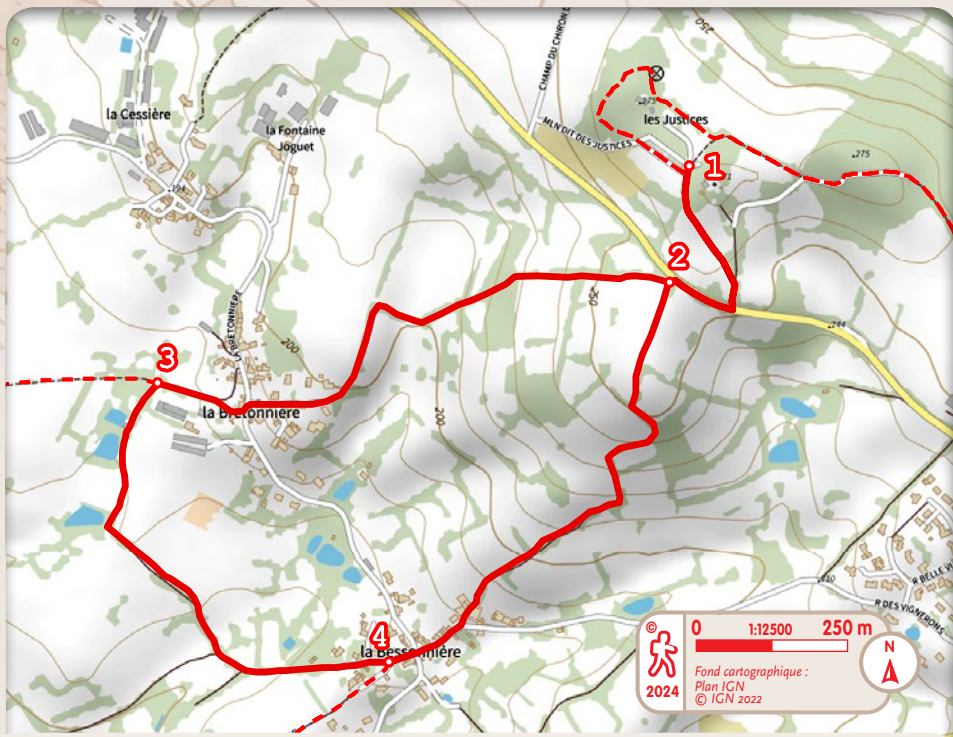 CHAMP DU CHIRON D
250
la Cessière
la Fontaine
Joguet
275
les Justices
MLN DIT DES JUSTICES
1
275
194
2
250
LA BRETONNIERE
200
244
3
la Bretonnière
200
210
R BELLE VI
R DES VIGNERONS
4
la Bessonnière
©
2024
0 1:12500 250 m
Fond cartographique :
Plan IGN
© IGN 2022
N